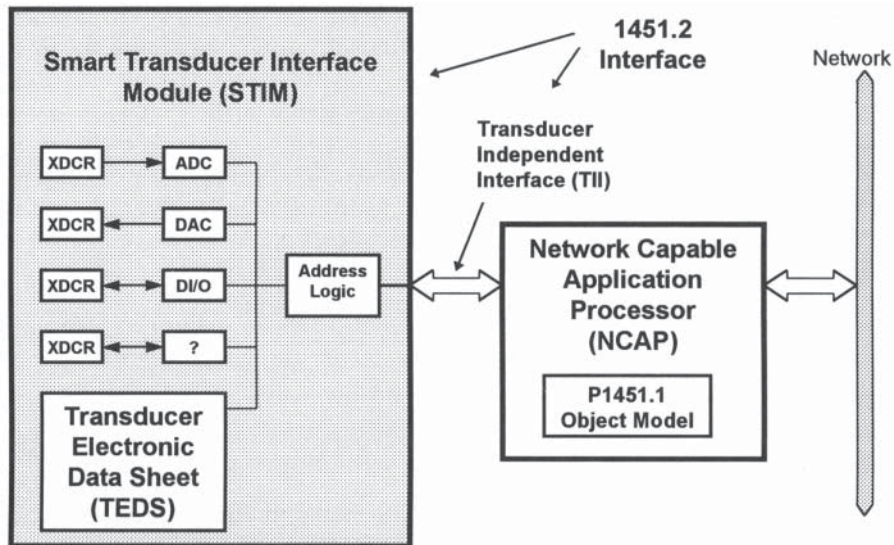 Smart Transducer Interface
Module (STIM)
XDCR
ADC
XDCR
DAC
XDCR
DI/O
XDCR
?
Address
Logic
Transducer
Electronic
Data Sheet
(TEDS)
1451.2
Interface
Transducer
Independent
Interface (TII)
Network Capable
Application
Processor
(NCAP)
P1451.1
Object Model
Network